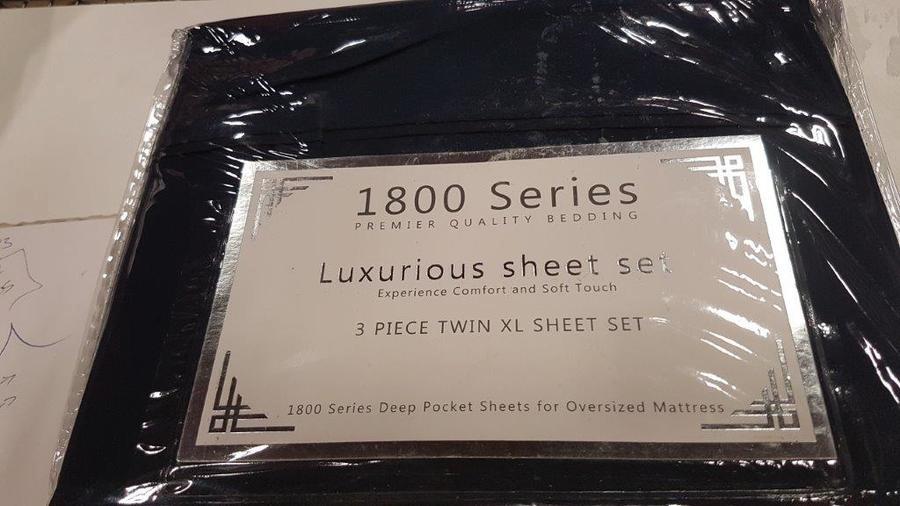 1800 Series
PREMIER QUALITY BEDDING
Luxurious sheet set
Experience Comfort and Soft Touch
3 PIECE TWIN XL SHEET SET
1800 Series Deep Pocket Sheets for Oversized Mattress